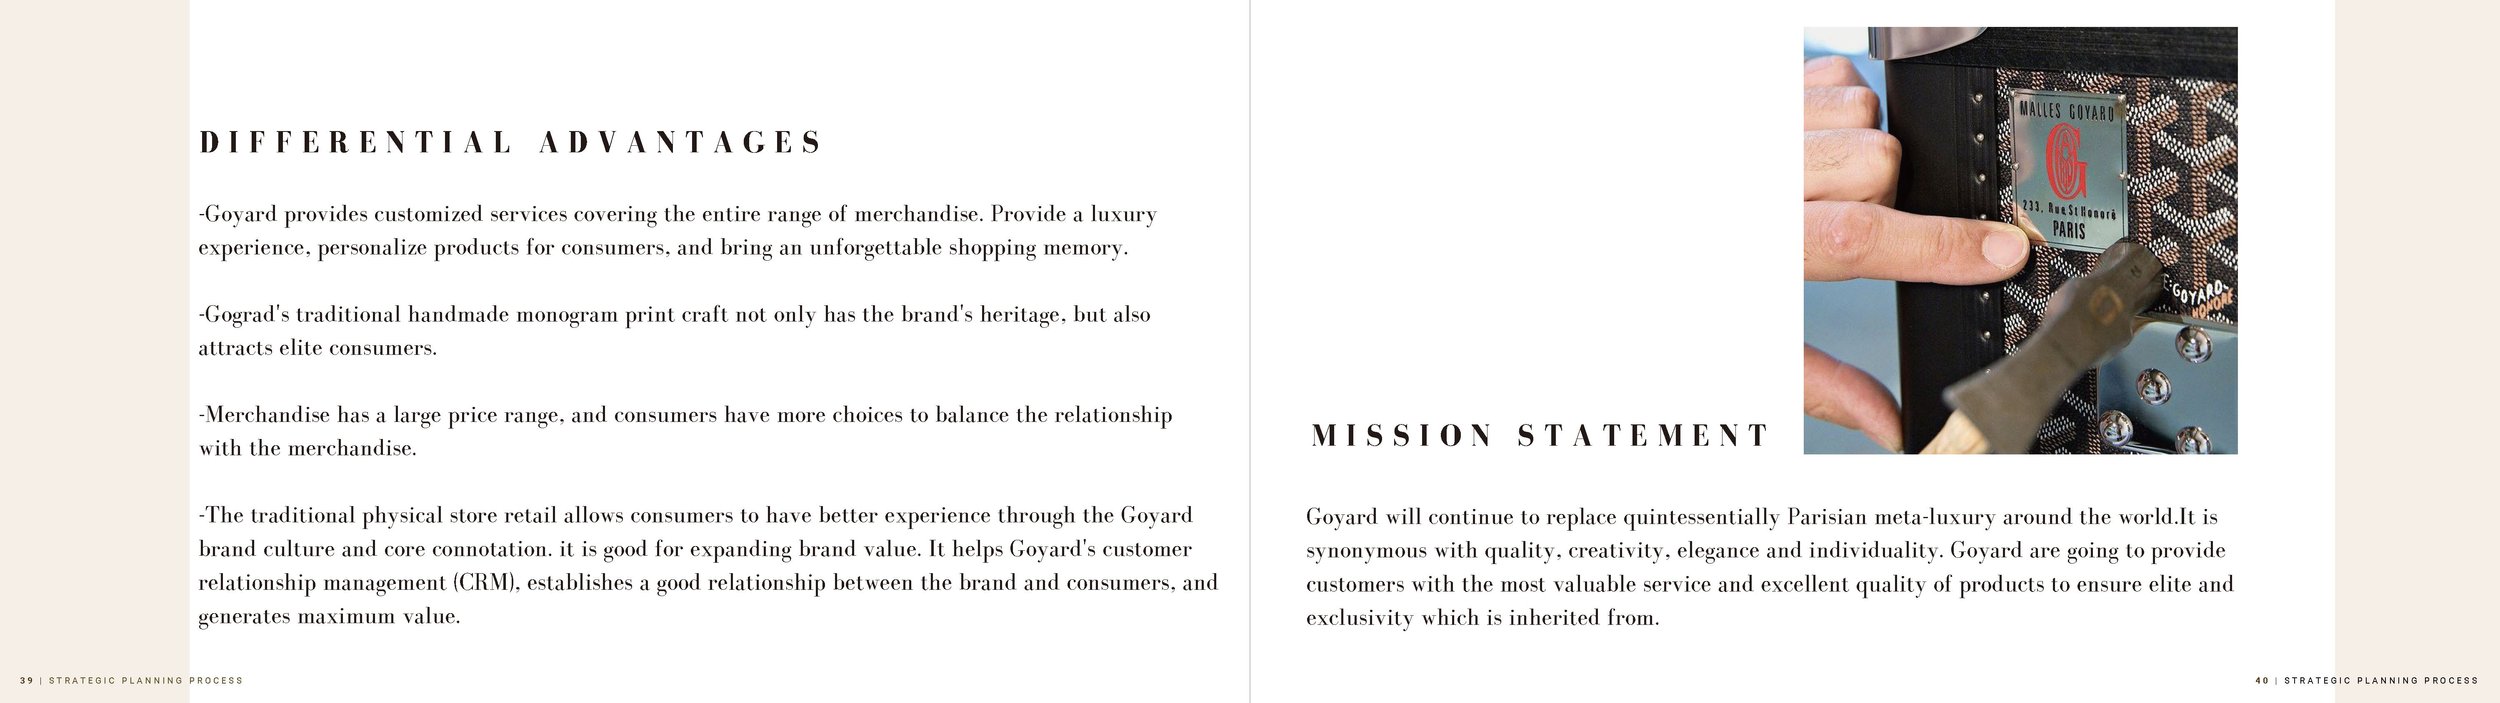 DIFFERENTIAL ADVANTAGES
-Goyard provides customized services covering the entire range of merchandise. Provide a luxury
experience, personalize products for consumers, and bring an unforgettable shopping memory.
-Gograd's traditional handmade monogram print craft not only has the brand's heritage, but also
attracts elite consumers.
-Merchandise has a large price range, and consumers have more choices to balance the relationship
with the merchandise.
-The traditional physical store retail allows consumers to have better experience through the Goyard
brand culture and core connotation. it is good for expanding brand value. It helps Goyard's customer
relationship management (CRM), establishes a good relationship between the brand and consumers, and
generates maximum value.
39 | STRATEGIC PLANNING PROCESS
MALLES GOYARD
G
233, Rue St Honoré
PARIS
GOYARD
HONORE
MISSION STATEMENT
Goyard will continue to replace quintessentially Parisian meta-luxury around the world.It is
synonymous with quality, creativity, elegance and individuality. Goyard are going to provide
customers with the most valuable service and excellent quality of products to ensure elite and
exclusivity which is inherited from.
40 | STRATEGIC PLANNING PROCESS